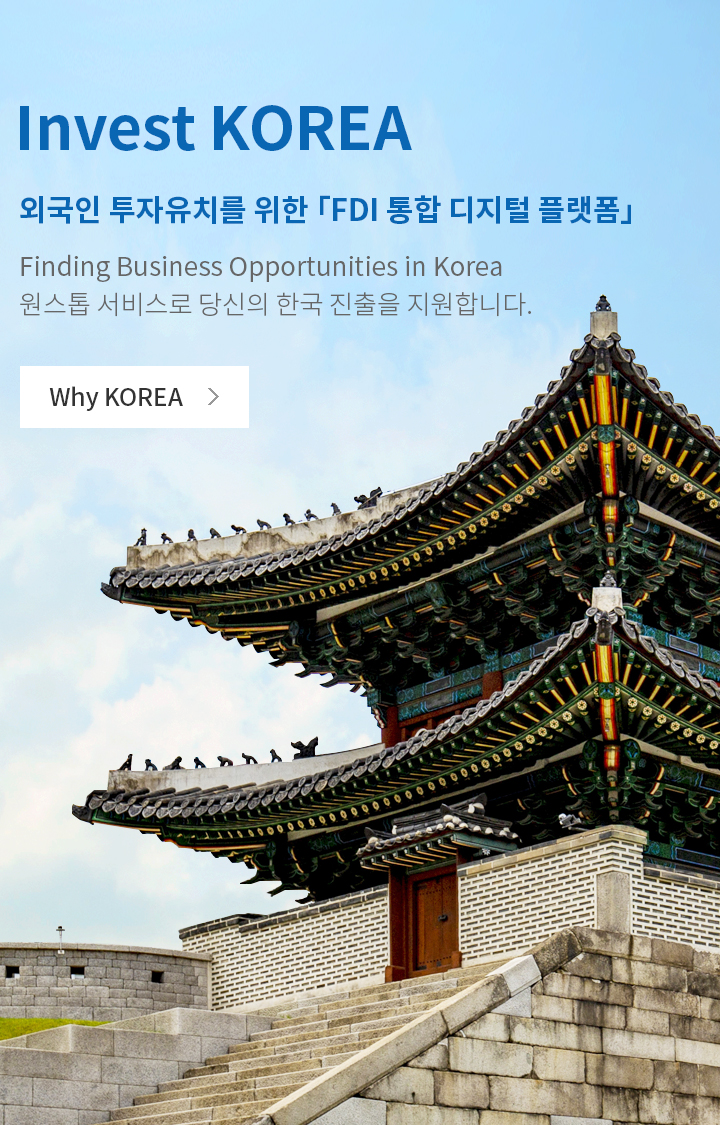 Invest KOREA
외국인 투자유치를 위한 「FDI 통합 디지털 플랫폼」
Finding Business Opportunities in Korea
원스톱 서비스로 당신의 한국 진출을 지원합니다.
Why KOREA